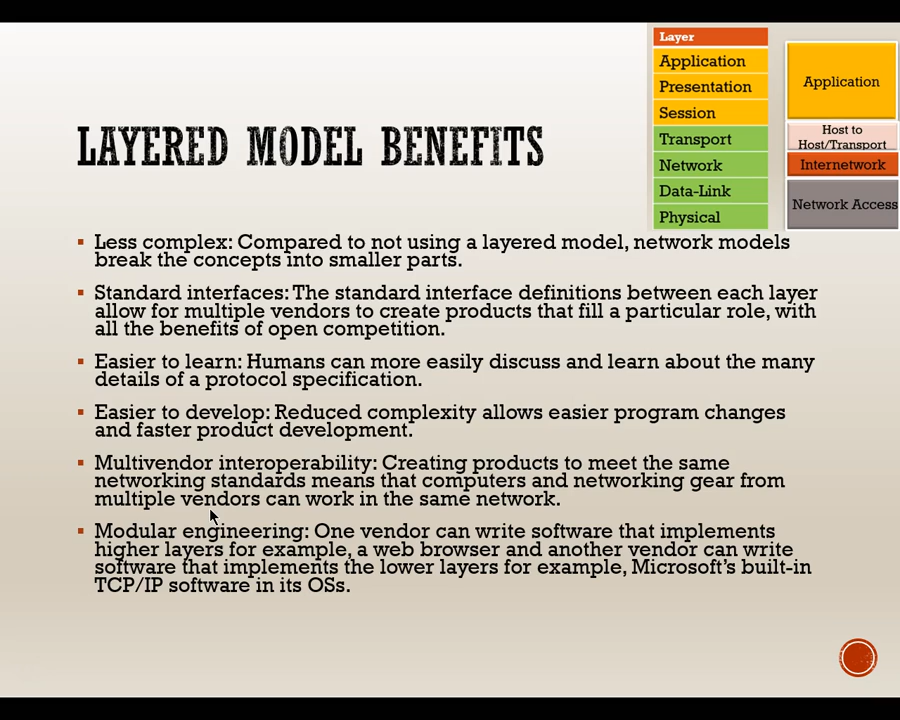 Layer
Application
Presentation
Session
Transport
Network
Data-Link
Physical
Application
Host to
Host/Transport
Internetwork
Network Access
LAYERED MODEL BENEFITS
▪ Less complex: Compared to not using a layered model, network models
break the concepts into smaller parts.
▪ Standard interfaces: The standard interface definitions between each layer
allow for multiple vendors to create products that fill a particular role, with
all the benefits of open competition.
▪ Easier to learn: Humans can more easily discuss and learn about the many
details of a protocol specification.
▪ Easier to develop: Reduced complexity allows easier program changes
and faster product development.
▪ Multivendor interoperability: Creating products to meet the same
networking standards means that computers and networking gear from
multiple vendors can work in the same network.
▪ Modular engineering: One vendor can write software that implements
higher layers for example, a web browser and another vendor can write
software that implements the lower layers for example, Microsoft's built-in
TCP/IP software in its OSs.